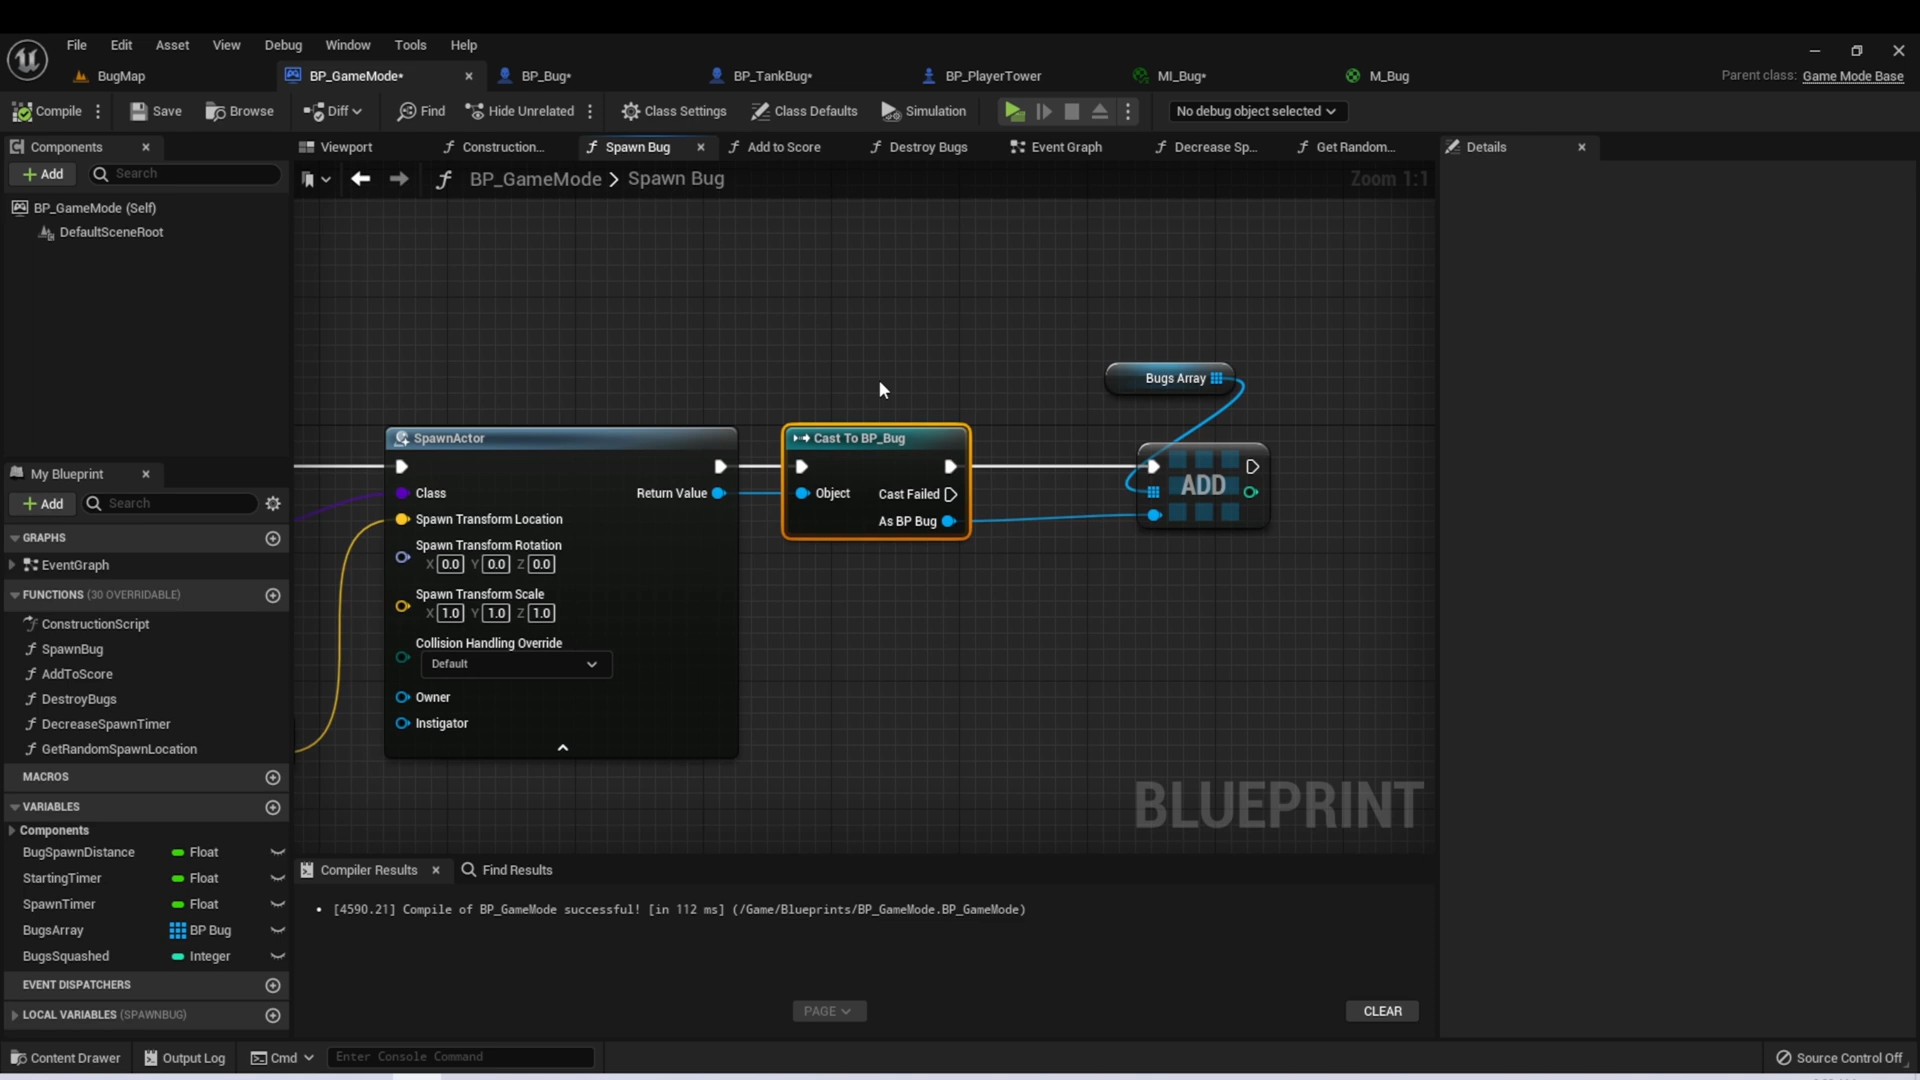 File Edit Asset View Debug Window Tools Help
BugMap BP_GameMode* BP_Bug* BP_TankBug* BP_PlayerTower MI_Bug* M_Bug Parent class: Game Mode Base
Compile Save Browse Diff Find Hide Unrelated Class Settings Class Defaults Simulation No debug object selected
Components Viewport Construction... Spawn Bug Add to Score Destroy Bugs Event Graph Decrease Sp... Get Random... Details
+ Add Search
BP_GameMode > Spawn Bug Zoom 1:1
BP_GameMode (Self)
DefaultSceneRoot
Bugs Array
SpawnActor
Class Return Value
Spawn Transform Location
Spawn Transform Rotation
X 0.0 Y 0.0 Z 0.0
Spawn Transform Scale
X 1.0 Y 1.0 Z 1.0
Collision Handling Override
Default
Owner
Instigator
Cast To BP_Bug
Object Cast Failed
As BP Bug
ADD
BLUEPRINT
My Blueprint
+ Add Search
GRAPHS
EventGraph
FUNCTIONS (30 OVERRIDABLE)
ConstructionScript
SpawnBug
AddToScore
DestroyBugs
DecreaseSpawnTimer
GetRandomSpawnLocation
MACROS
VARIABLES
Components
BugSpawnDistance Float
StartingTimer Float
SpawnTimer Float
BugsArray BP Bug
BugsSquashed Integer
EVENT DISPATCHERS
LOCAL VARIABLES (SPAWNBUG)
Compiler Results Find Results
• [4590.21] Compile of BP_GameMode successful! [in 112 ms] (/Game/Blueprints/BP_GameMode.BP_GameMode)
PAGE CLEAR
Content Drawer Output Log Cmd Enter Console Command Source Control Off